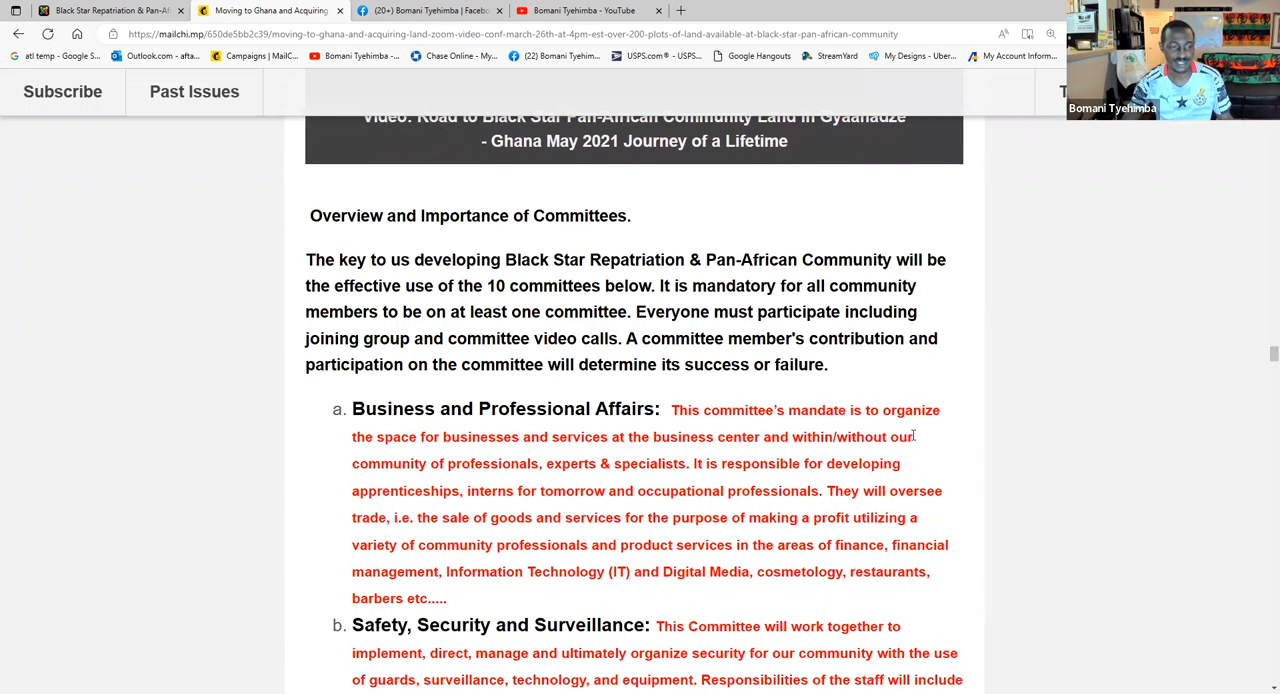 Black Star Repatriation & Pan-Af
Moving to Ghana and Acquiring
(20+) Bomani Tyehimba | Facebo
Bomani Tyehimba - YouTube
https://mailchi.mp/650de5bb2c39/moving-to-ghana-and-acquiring-land-zoom-video-conf-march-26th-at-4pm-est-over-200-plots-of-land-available-at-black-star-pan-african-community
atl temp - Google S...
Outlook.com - afta...
Campaigns | MailC...
Bomani Tyehimba -...
Chase Online - My...
(22) Bomani Tyehim...
USPS.com® - USPS...
Google Hangouts
StreamYard
My Designs - Uber...
My Account Inform...
Subscribe
Past Issues
Bomani Tyehimba
Video: Road to Black Star Pan-African Community Land in Gyaanadze
- Ghana May 2021 Journey of a Lifetime
Overview and Importance of Committees.
The key to us developing Black Star Repatriation & Pan-African Community will be
the effective use of the 10 committees below. It is mandatory for all community
members to be on at least one committee. Everyone must participate including
joining group and committee video calls. A committee member's contribution and
participation on the committee will determine its success or failure.
a. Business and Professional Affairs: This committee's mandate is to organize
the space for businesses and services at the business center and within/without our
community of professionals, experts & specialists. It is responsible for developing
apprenticeships, interns for tomorrow and occupational professionals. They will oversee
trade, i.e. the sale of goods and services for the purpose of making a profit utilizing a
variety of community professionals and product services in the areas of finance, financial
management, Information Technology (IT) and Digital Media, cosmetology, restaurants,
barbers etc.....
b. Safety, Security and Surveillance: This Committee will work together to
implement, direct, manage and ultimately organize security for our community with the use
of guards, surveillance, technology, and equipment. Responsibilities of the staff will include